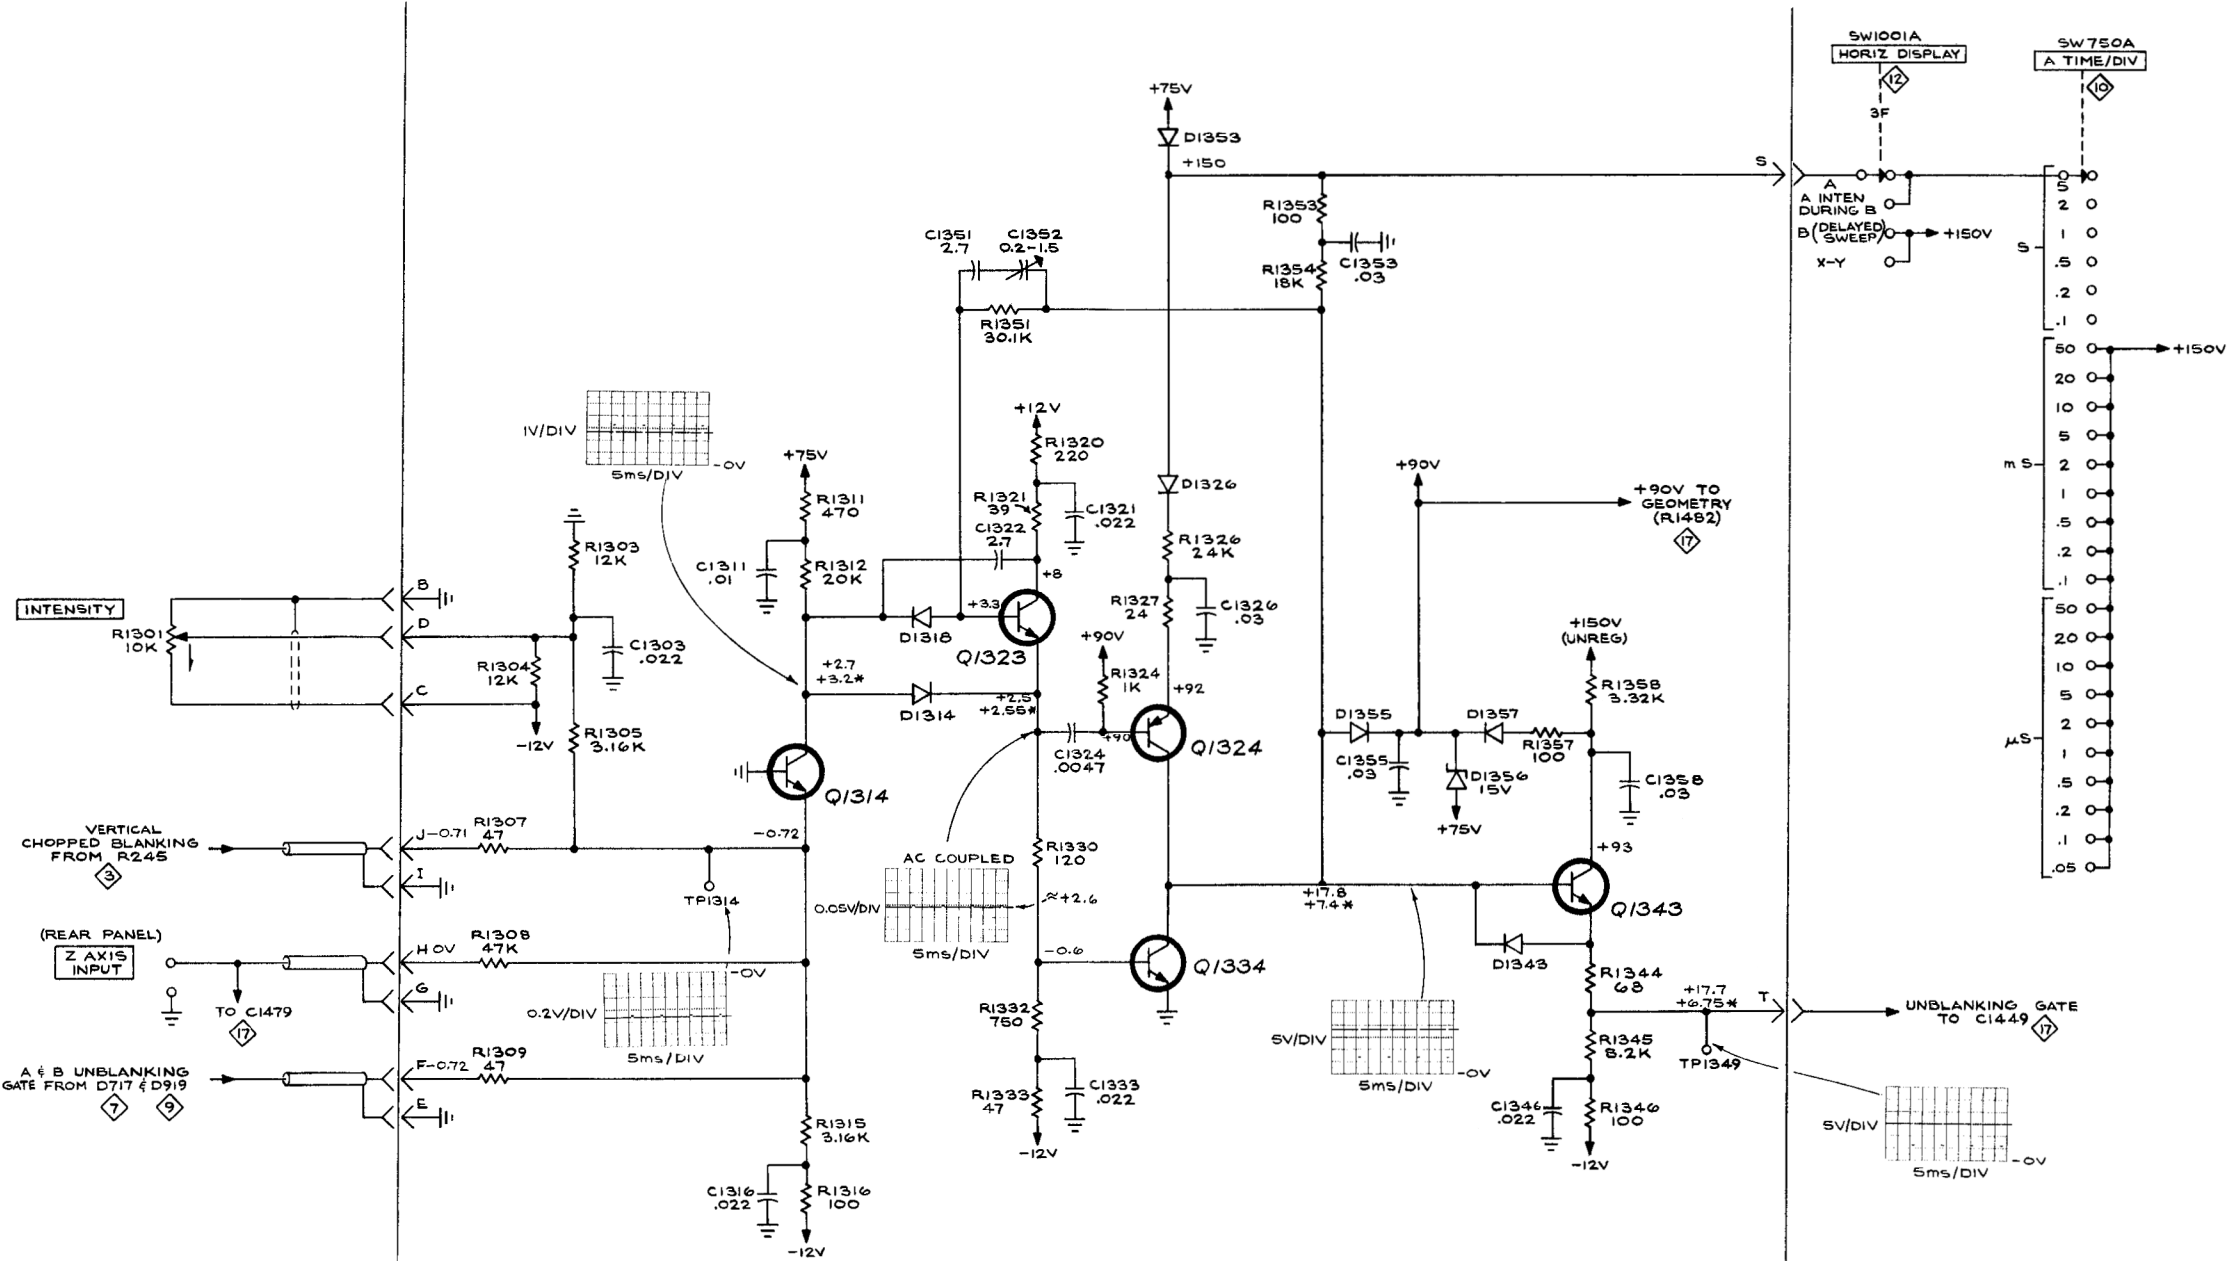 SW1001A
HORIZ DISPLAY
12
3F
SW750A
A TIME/DIV
10
+75V
D1353
+150
S
A
A INTEN
DURING B
B (DELAYED
SWEEP)
X-Y
+150V
S
5
2
1
.5
.2
.1
mS
50
20
10
5
2
1
.5
.2
.1
+150V
µS
50
20
10
5
2
1
.5
.2
.1
.05
R1353
100
C1353
.03
R1354
18K
C1351
2.7
C1352
0.2-1.5
R1351
30.1K
1V/DIV
-0V
5ms/DIV
+75V
R1311
470
C1311
.01
R1312
20K
+12V
R1320
220
R1321
39
C1321
.022
C1322
2.7
+8
+3.3
D1318
Q1323
D1326
R1326
24K
R1327
24
C1326
.03
+90V
+90V TO
GEOMETRY
(R1482)
17
R1303
12K
INTENSITY
R1301
10K
B
D
C
R1304
12K
C1303
.022
-12V
R1305
3.16K
+2.7
+3.2*
D1314
+2.5
+2.55*
+90V
R1324
1K
+92
C1324
.0047
+90
Q1324
+150V
(UNREG)
R1358
3.32K
D1355
D1357
R1357
100
C1355
.03
D1356
15V
+75V
C1358
.03
Q1314
VERTICAL
CHOPPED BLANKING
FROM R245
3
J-0.71
R1307
47
I
-0.72
TP1314
AC COUPLED
0.05V/DIV
5ms/DIV
R1330
120
≈+2.6
+17.8
+7.4*
+93
Q1343
D1343
R1344
68
(REAR PANEL)
Z AXIS
INPUT
TO C1479
17
H 0V
R1308
47K
G
-0V
0.2V/DIV
5ms/DIV
-0.6
Q1334
R1332
750
5V/DIV
-0V
5ms/DIV
+17.7
+6.75*
T
UNBLANKING GATE
TO C1449
17
R1345
8.2K
TP1349
A & B UNBLANKING
GATE FROM D717 & D919
7
9
F-0.72
R1309
47
E
R1333
47
C1333
.022
-12V
C1346
.022
R1346
100
-12V
5V/DIV
-0V
5ms/DIV
R1315
3.16K
C1316
.022
R1316
100
-12V